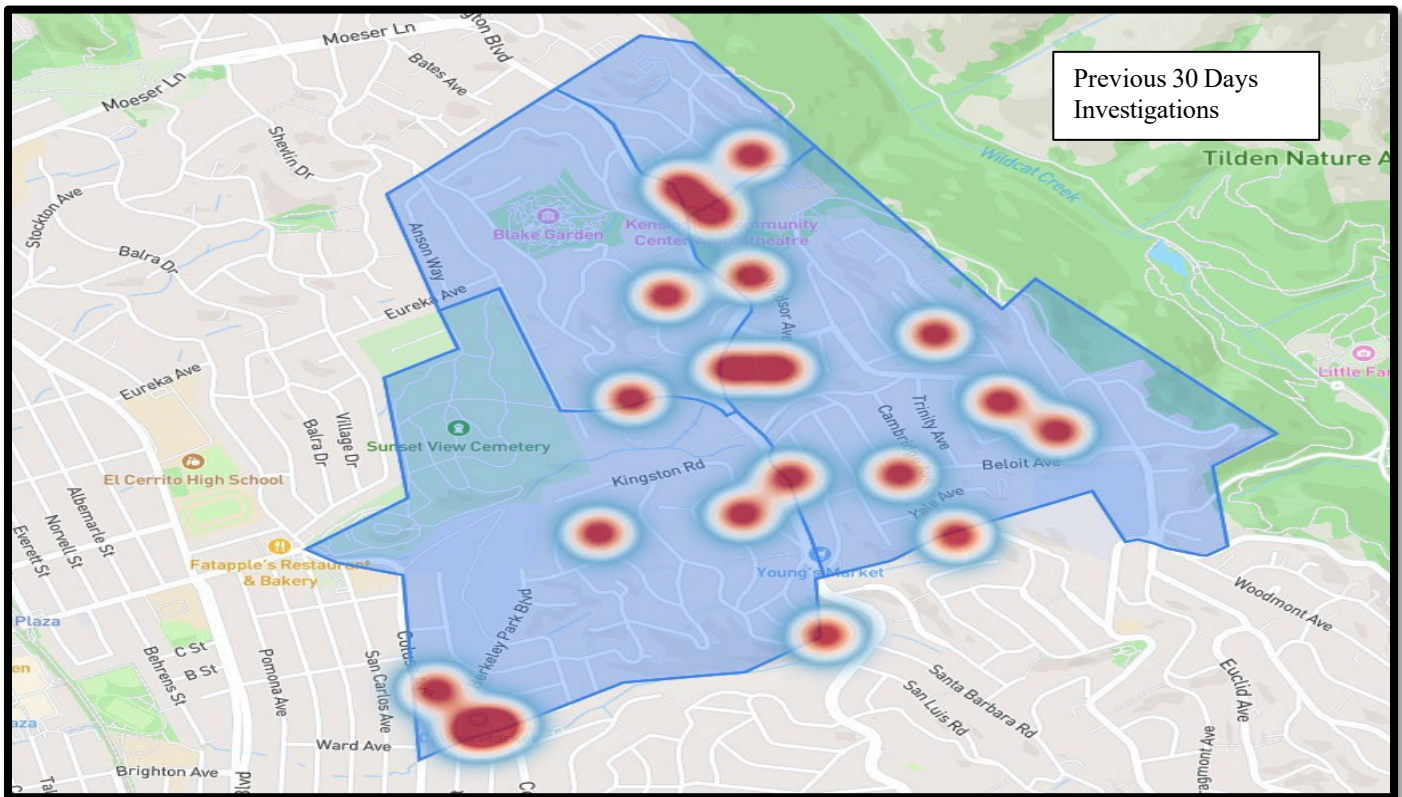 Moeser Ln
Bates Ave
Moeser Ln
Previous 30 Days
Investigations
Shevlin Dr
Wildcat Creek
Tilden Nature A
Stockton Ave
Blake Garden
Anson Way
Balra Dr
Eureka Ave
Little Fa
Eureka Ave
Balra Dr
Village Dr
Trinity Ave
Sunset View Cemetery
El Cerrito High School
Kingston Rd
Beloit Ave
Yale Ave
Albemarle St
Norvell St
Everett St
Fatapple's Restaurant
& Bakery
Young's Market
Woodmont Ave
Plaza
C St
B St
Behrens St
Pomona Ave
San Carlos Ave
Santa Barbara Rd
San Luis Rd
Euclid Ave
Ward Ave
Brighton Ave